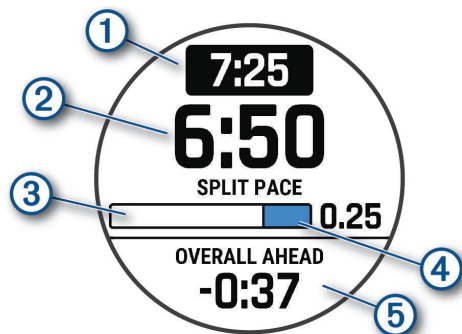 ① 7:25
② 6:50
SPLIT PACE
③ 0.25
④
OVERALL AHEAD
-0:37 ⑤